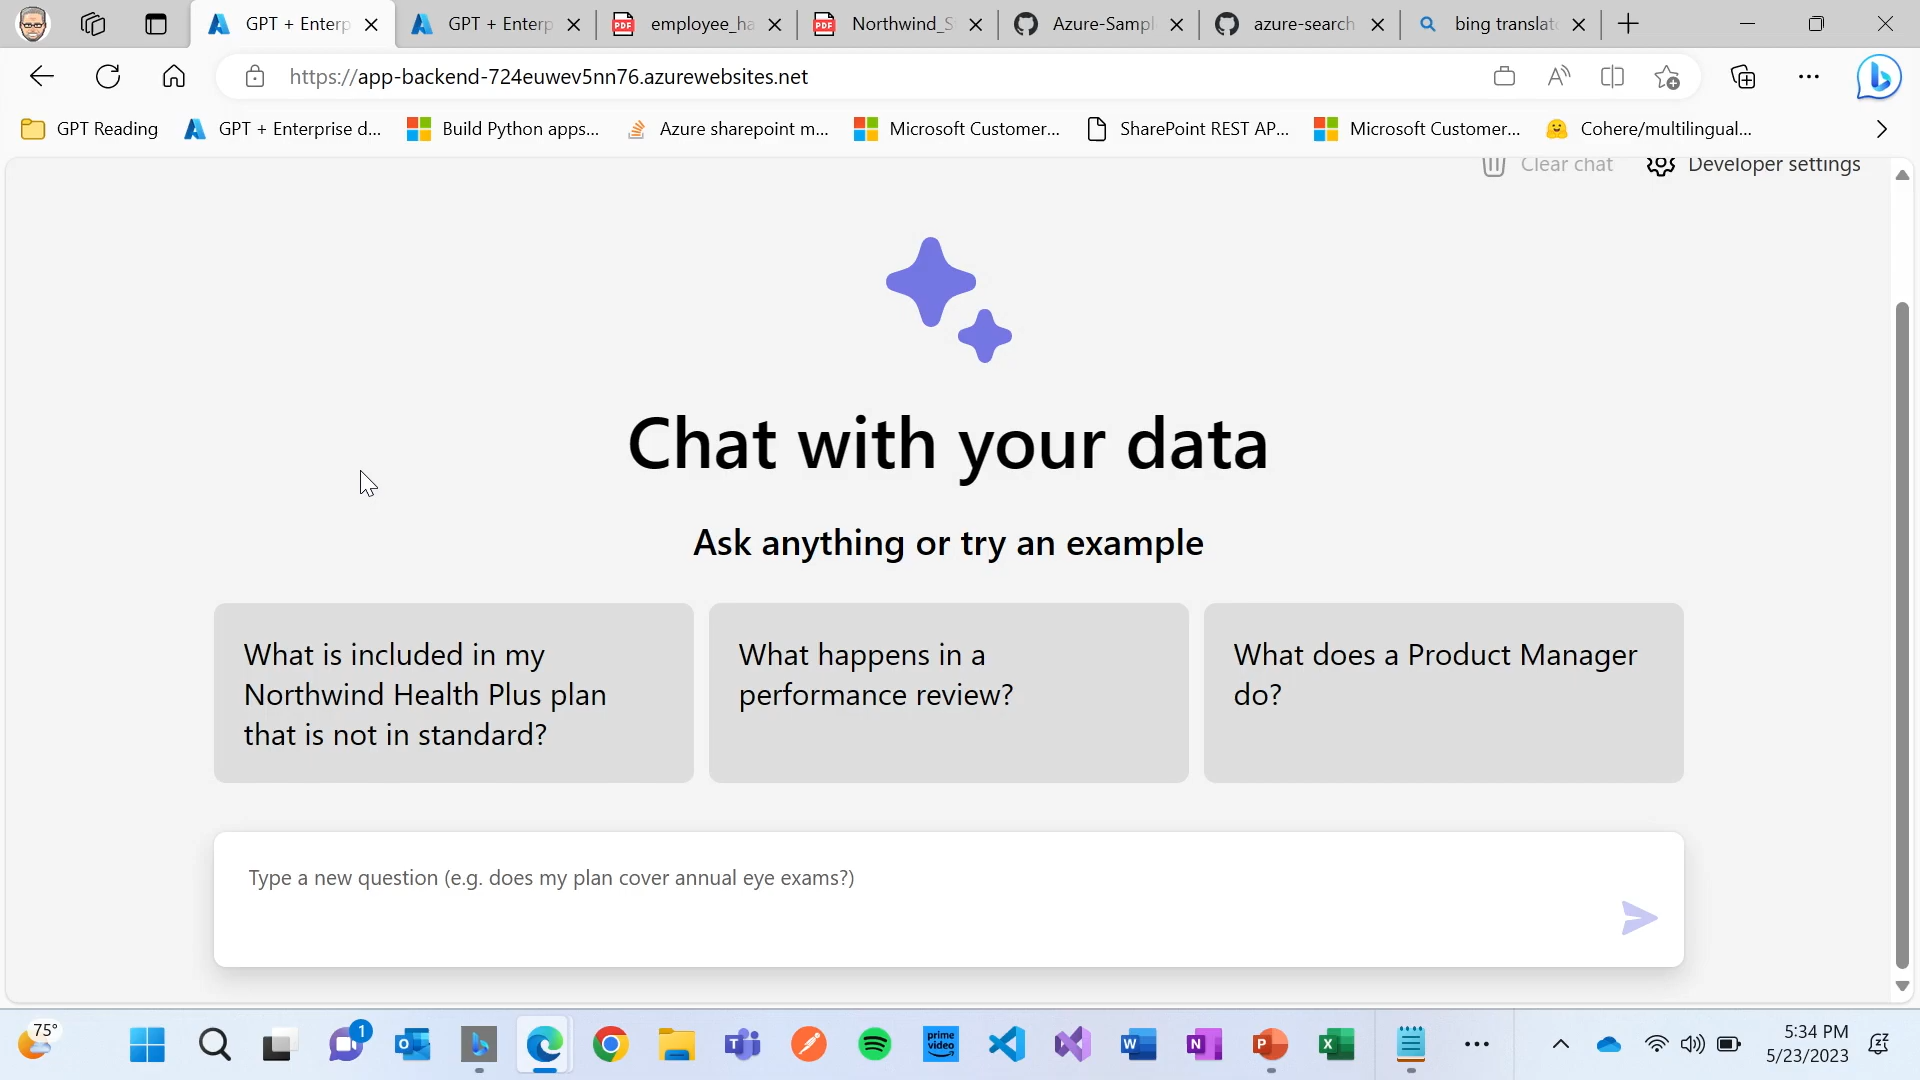 GPT + Enterp
GPT + Enterp
employee_ha
Northwind_S
Azure-Sampl
azure-search
bing translat
https://app-backend-724euwev5nn76.azurewebsites.net
GPT Reading
GPT + Enterprise d...
Build Python apps...
Azure sharepoint m...
Microsoft Customer...
SharePoint REST AP...
Microsoft Customer...
Cohere/multilingual...
Clear chat
Developer settings
Chat with your data
Ask anything or try an example
What is included in my
Northwind Health Plus plan
that is not in standard?
What happens in a
performance review?
What does a Product Manager
do?
Type a new question (e.g. does my plan cover annual eye exams?)
75°
1
prime
video
5:34 PM
5/23/2023